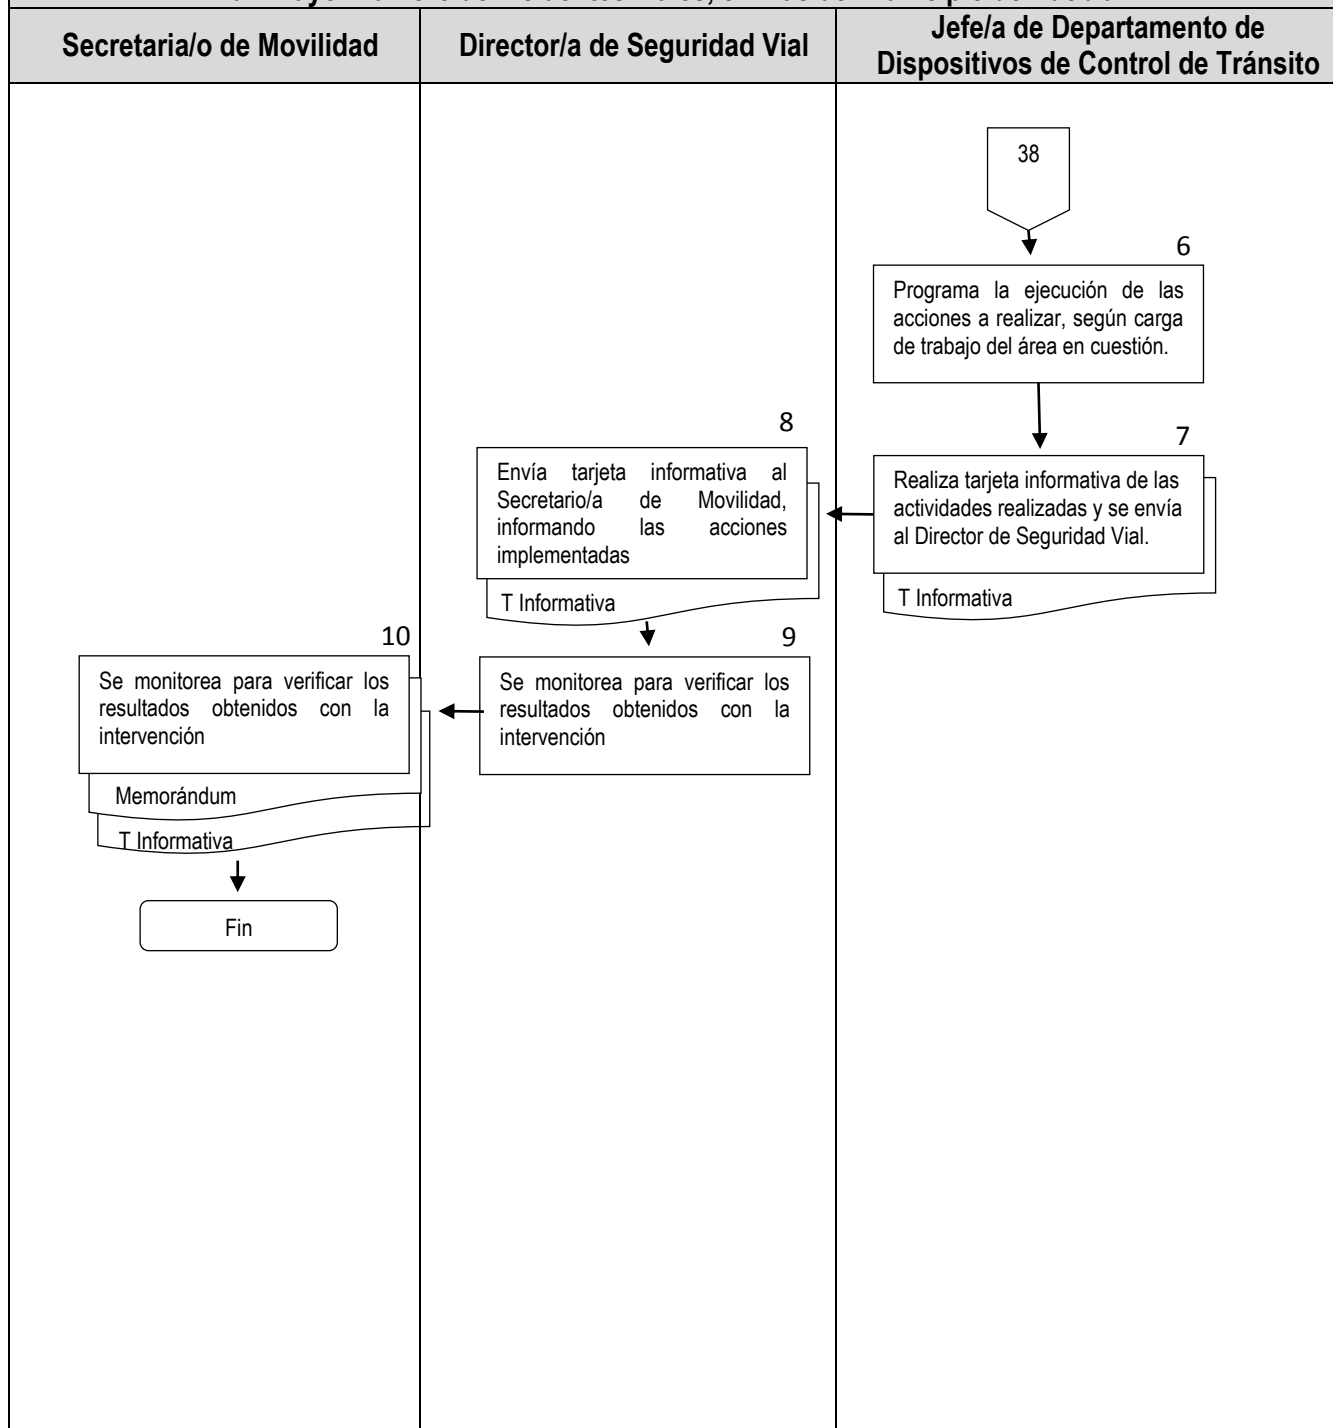 Secretaria/o de Movilidad
Director/a de Seguridad Vial
Jefe/a de Departamento de
Dispositivos de Control de Tránsito
38
6
Programa la ejecución de las
acciones a realizar, según carga
de trabajo del área en cuestión.
7
Realiza tarjeta informativa de las
actividades realizadas y se envía
al Director de Seguridad Vial.
T Informativa
8
Envía tarjeta informativa al
Secretario/a de Movilidad,
informando las acciones
implementadas
T Informativa
9
Se monitorea para verificar los
resultados obtenidos con la
intervención
10
Se monitorea para verificar los
resultados obtenidos con la
intervención
Memorándum
T Informativa
Fin